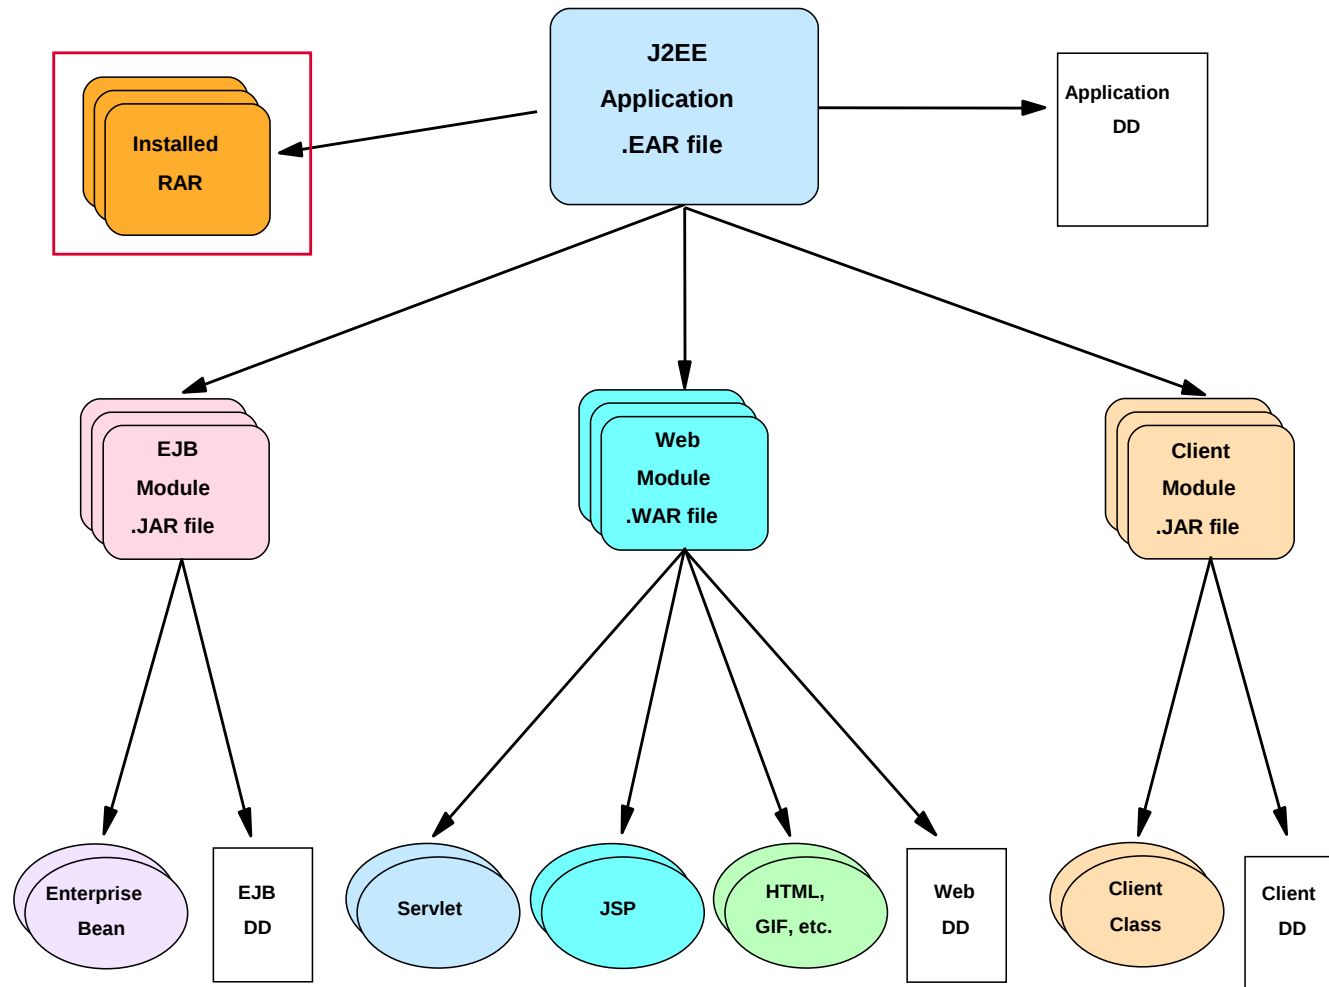 J2EE
Application
.EAR file
Application
DD
Installed
RAR
EJB
Module
.JAR file
Web
Module
.WAR file
Client
Module
.JAR file
Enterprise
Bean
EJB
DD
Servlet
JSP
HTML,
GIF, etc.
Web
DD
Client
Class
Client
DD